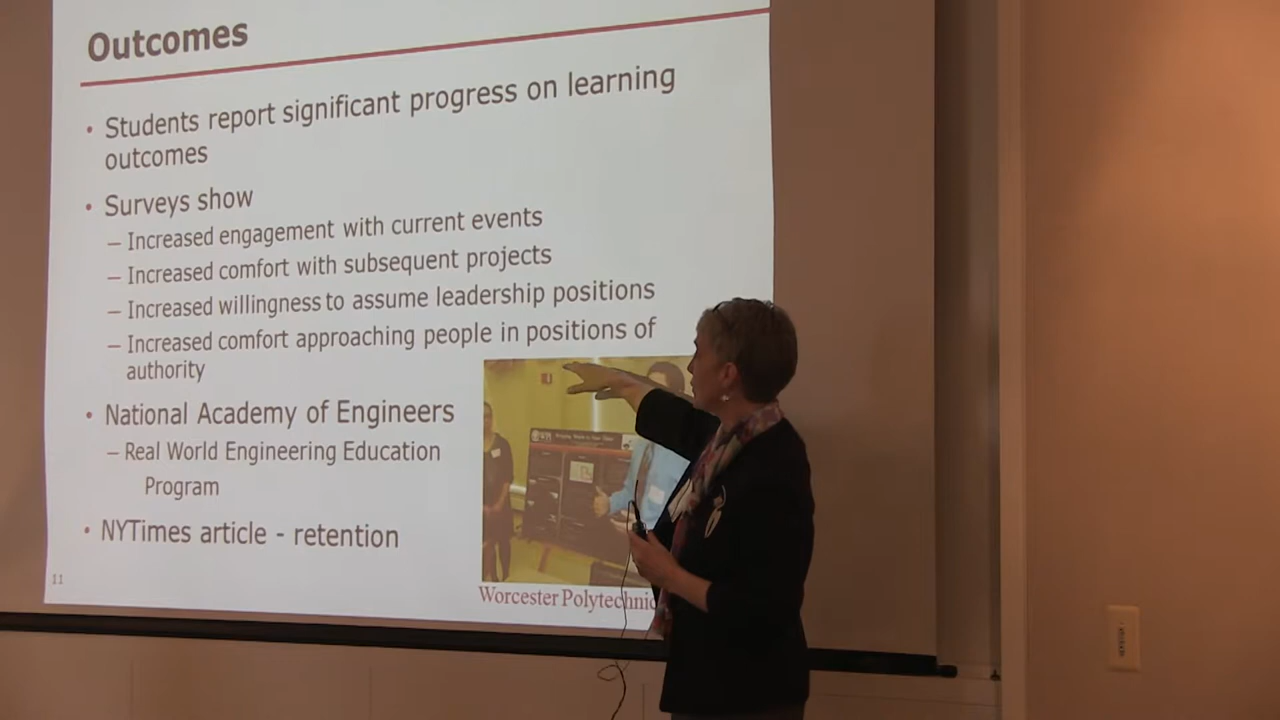 Outcomes
• Students report significant progress on learning
outcomes
• Surveys show
– Increased engagement with current events
– Increased comfort with subsequent projects
– Increased willingness to assume leadership positions
– Increased comfort approaching people in positions of
authority
• National Academy of Engineers
– Real World Engineering Education
Program
• NYTimes article - retention
11
Worcester Polytechnic